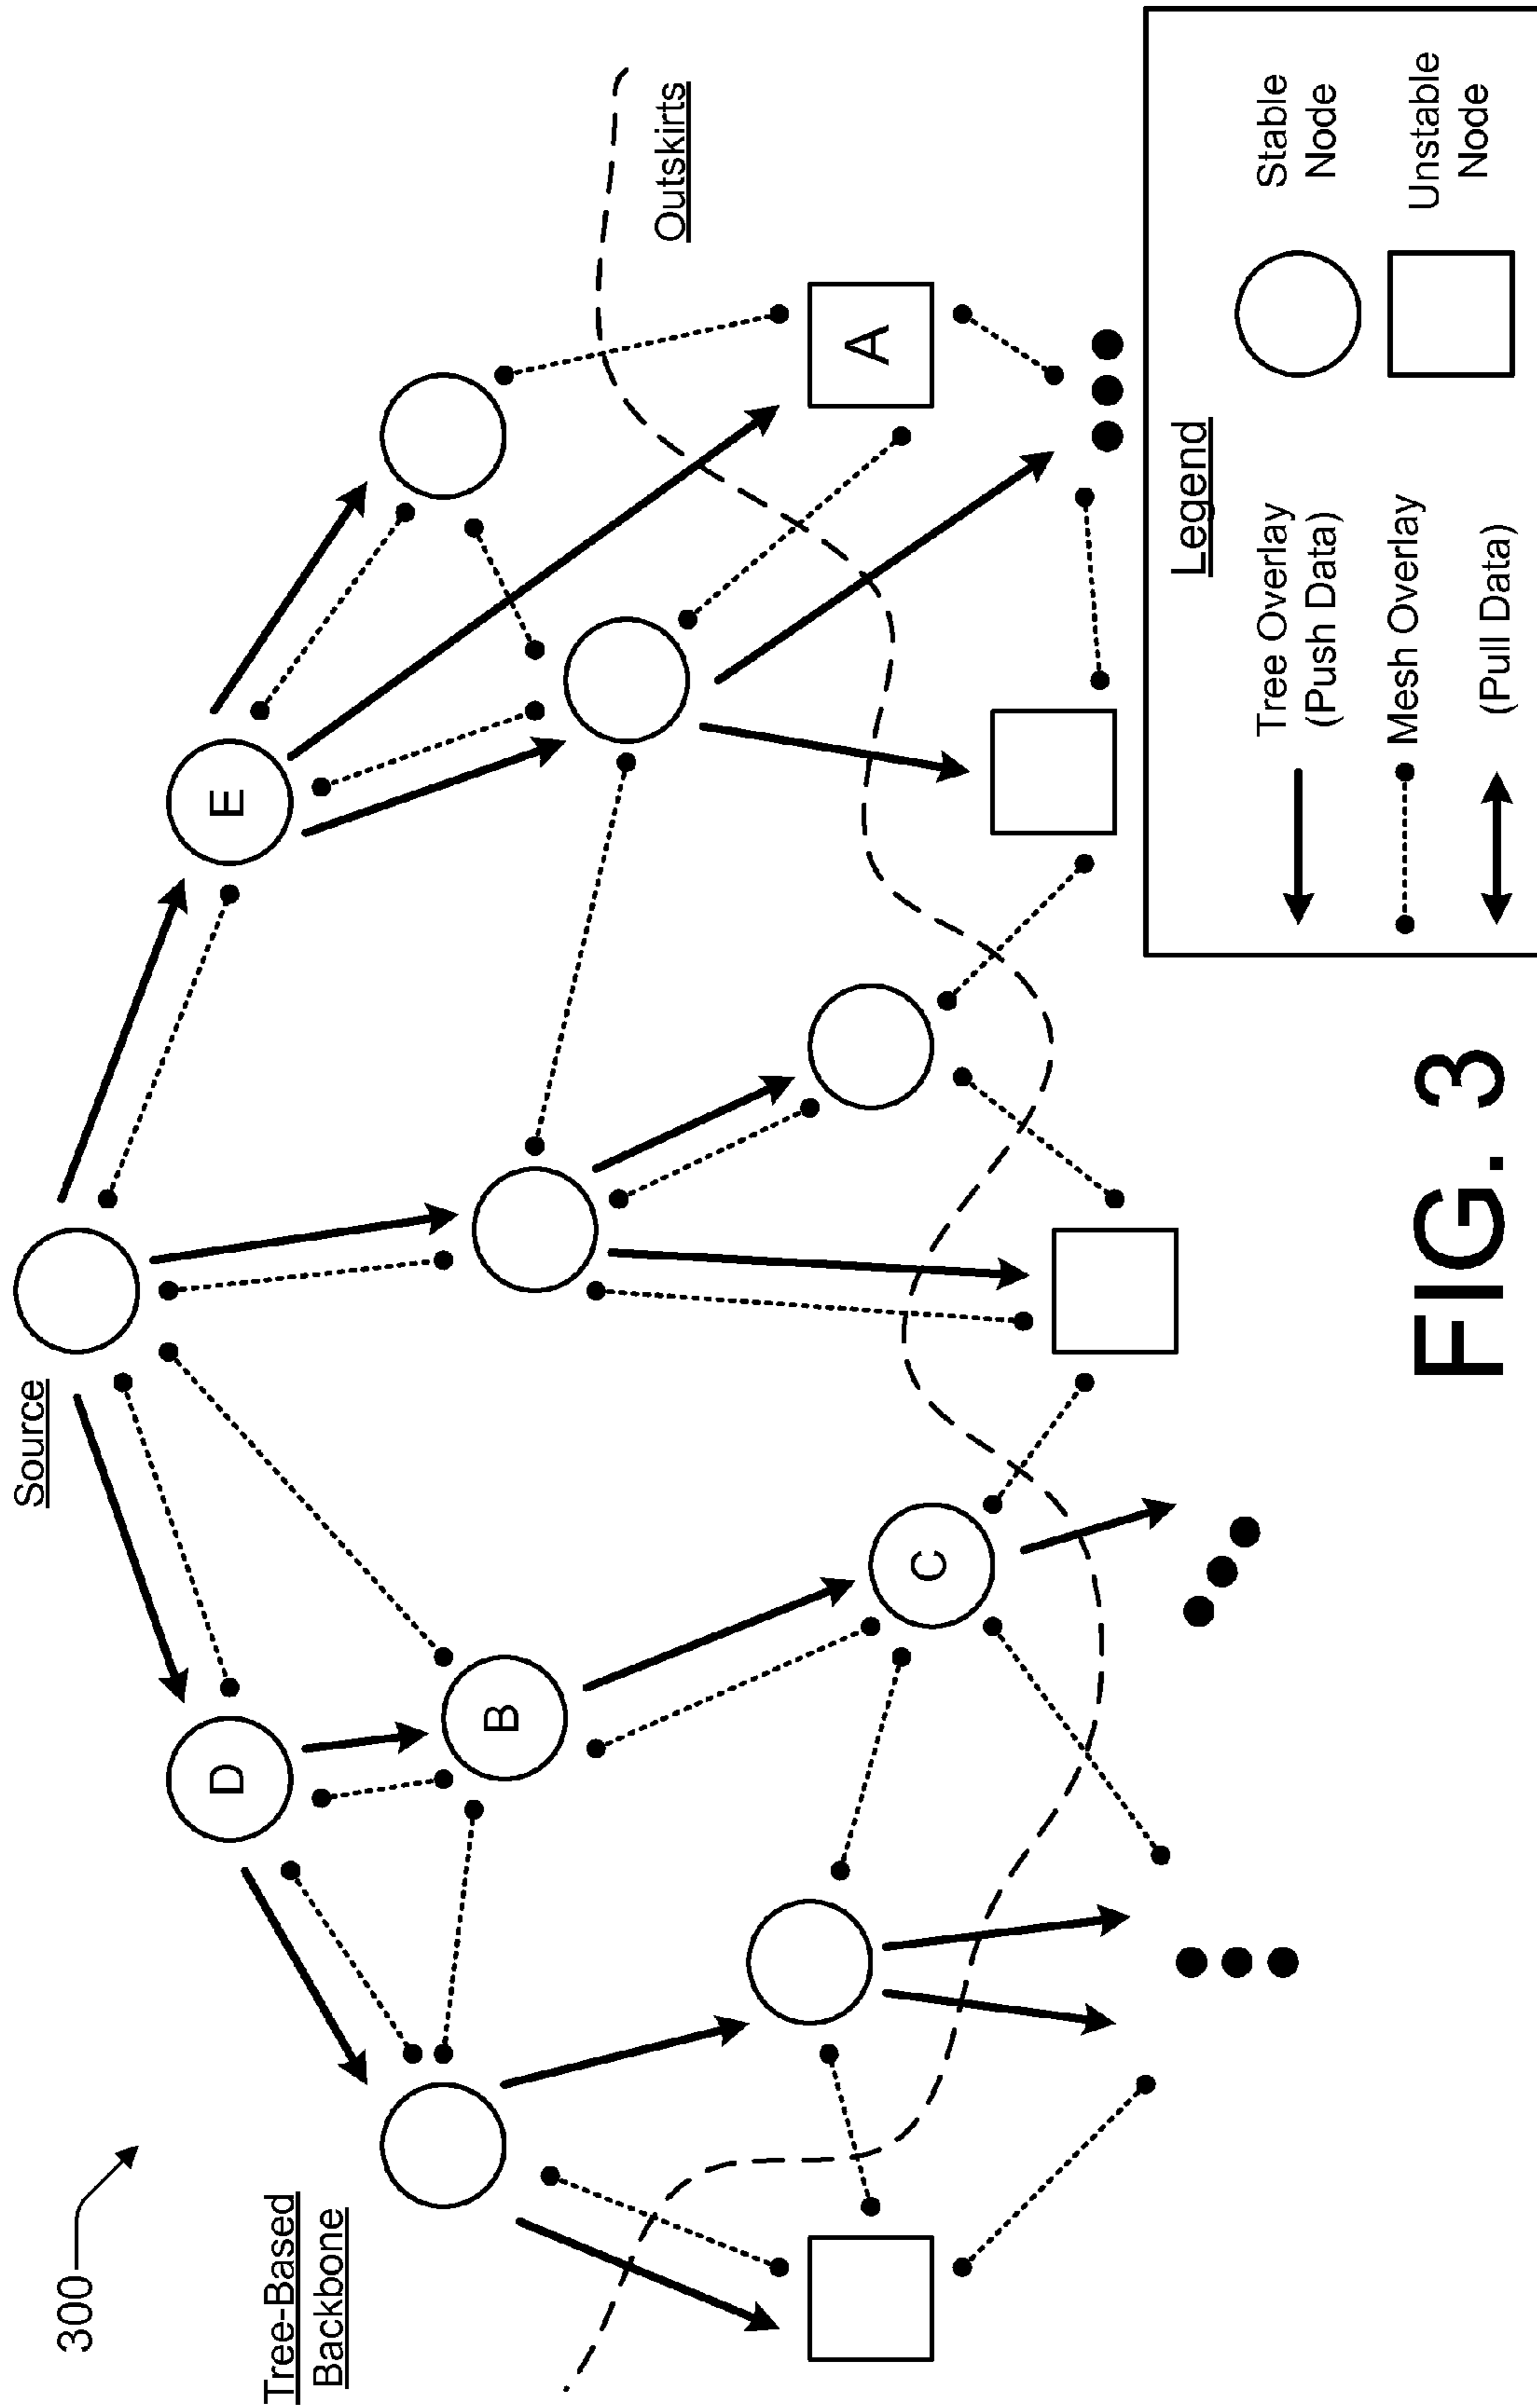 300
Tree-Based
Backbone
Source
D
E
B
C
A
Outskirts
Legend
Tree Overlay
(Push Data)
Mesh Overlay
(Pull Data)
Stable
Node
Unstable
Node
FIG. 3